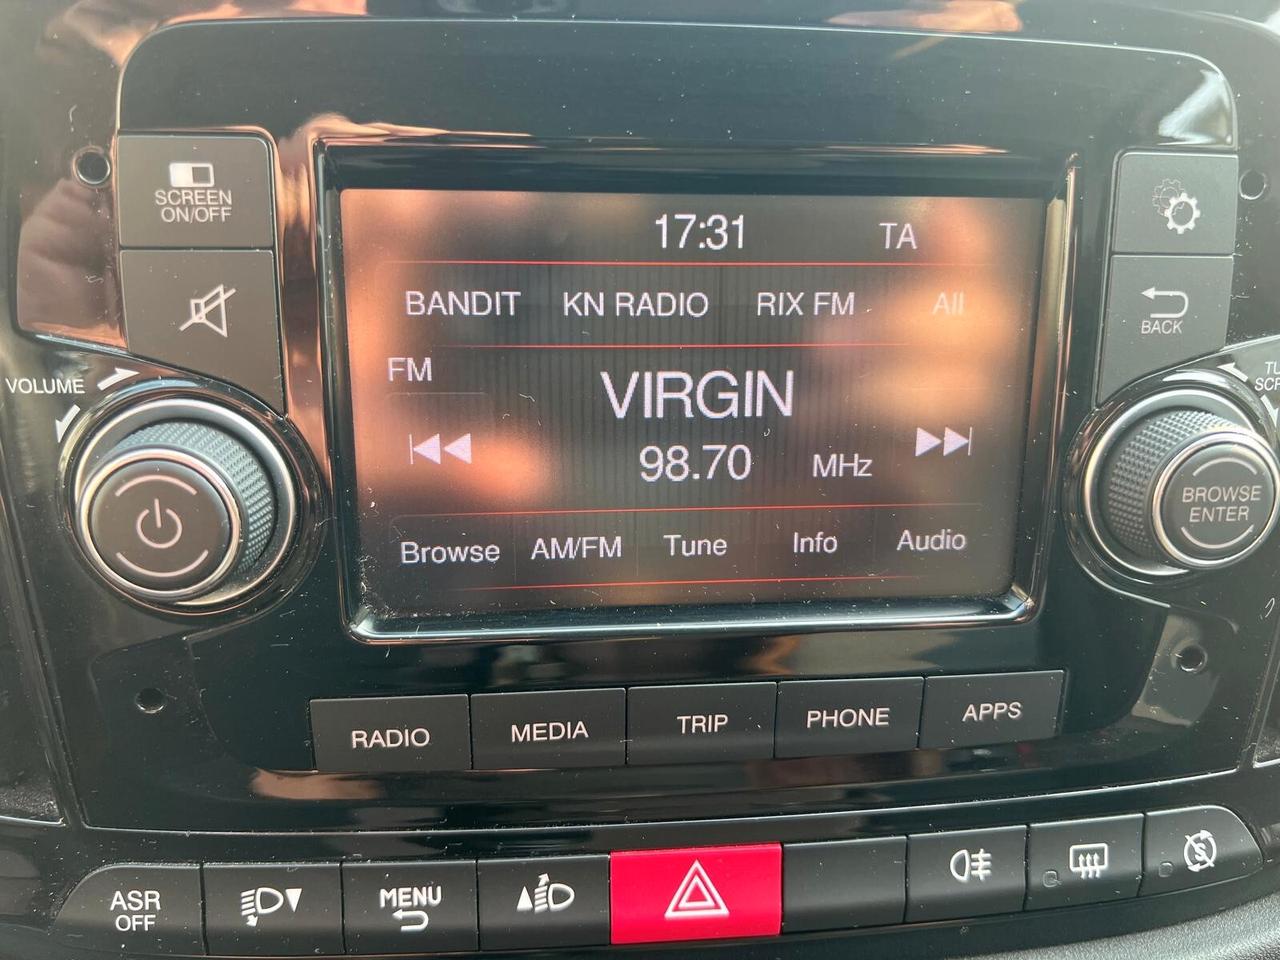 SCREEN
ON/OFF
17:31 TA
BANDIT KN RADIO RIX FM All
FM
VIRGIN
98.70 MHz
Browse AM/FM Tune Info Audio
BACK
VOLUME
BROWSE
ENTER
RADIO MEDIA TRIP PHONE APPS
ASR
OFF
MENU